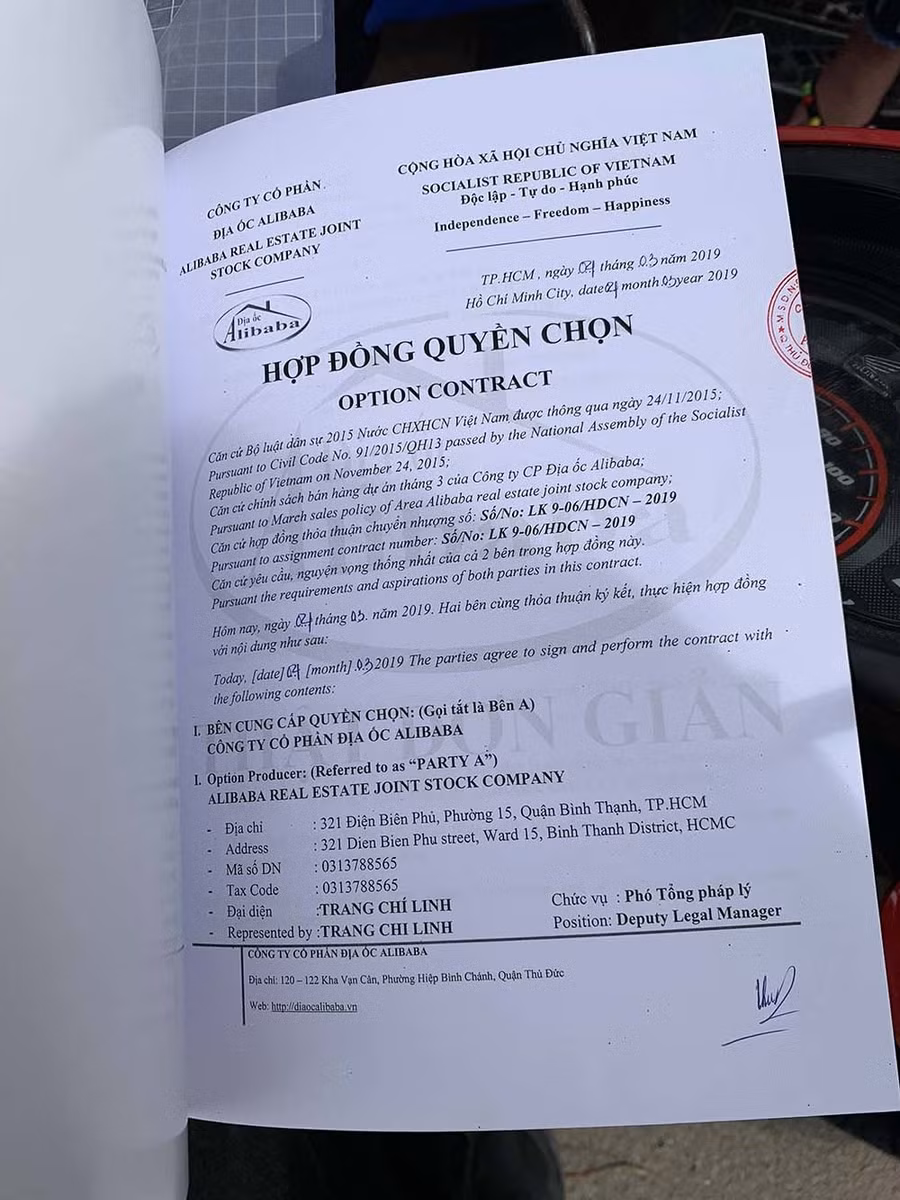 CÔNG TY CỔ PHẦN
ĐỊA ỐC ALIBABA
ALIBABA REAL ESTATE JOINT
STOCK COMPANY
CỘNG HÒA XÃ HỘI CHỦ NGHĨA VIỆT NAM
SOCIALIST REPUBLIC OF VIETNAM
Độc lập - Tự do - Hạnh phúc
Independence – Freedom – Happiness
TP.HCM, ngày tháng 03 năm 2019
Hồ Chí Minh City, date month 03 year 2019
Địa ốc
Alibaba
HỢP ĐỒNG QUYỀN CHỌN
OPTION CONTRACT
Căn cứ Bộ luật dân sự 2015 Nước CHXHCN Việt Nam được thông qua ngày 24/11/2015;
Pursuant to Civil Code No. 91/2015/QH13 passed by the National Assembly of the Socialist
Republic of Vietnam on November 24, 2015;
Căn cứ chính sách bán hàng dự án tháng 3 của Công ty CP Địa ốc Alibaba;
Pursuant to March sales policy of Area Alibaba real estate joint stock company;
Căn cứ hợp đồng thỏa thuận chuyển nhượng số: Số/No: LK 9-06/HDCN – 2019
Pursuant to assignment contract number: Số/No: LK 9-06/HDCN – 2019
Căn cứ yêu cầu, nguyện vọng thống nhất của cả 2 bên trong hợp đồng này.
Pursuant the requirements and aspirations of both parties in this contract.
Hôm nay, ngày tháng 03. năm 2019. Hai bên cùng thỏa thuận ký kết, thực hiện hợp đồng
với nội dung như sau:
Today, [date] [month] .03 2019 The parties agree to sign and perform the contract with
the following contents:
ĐƠN GIẢN
I. BÊN CUNG CẤP QUYỀN CHỌN: (Gọi tắt là Bên A)
CÔNG TY CỔ PHẦN ĐỊA ỐC ALIBABA
I. Option Producer: (Referred to as “PARTY A”)
ALIBABA REAL ESTATE JOINT STOCK COMPANY
- Địa chỉ : 321 Điện Biên Phủ, Phường 15, Quận Bình Thạnh, TP.HCM
- Address : 321 Dien Bien Phu street, Ward 15, Binh Thanh District, HCMC
- Mã số DN : 0313788565
- Tax Code : 0313788565
- Đại diện :TRANG CHÍ LINH Chức vụ : Phó Tổng pháp lý
- Represented by :TRANG CHI LINH Position: Deputy Legal Manager
CÔNG TY CỔ PHẦN ĐỊA ỐC ALIBABA
Địa chỉ: 120 – 122 Kha Vạn Cân, Phường Hiệp Bình Chánh, Quận Thủ Đức
Web: http://diaocalibaba.vn